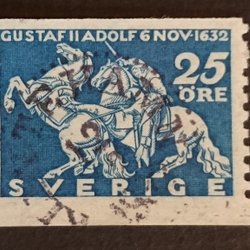 GUSTAF II ADOLF 6 NOV·1632
25
ÖRE
SVERIGE